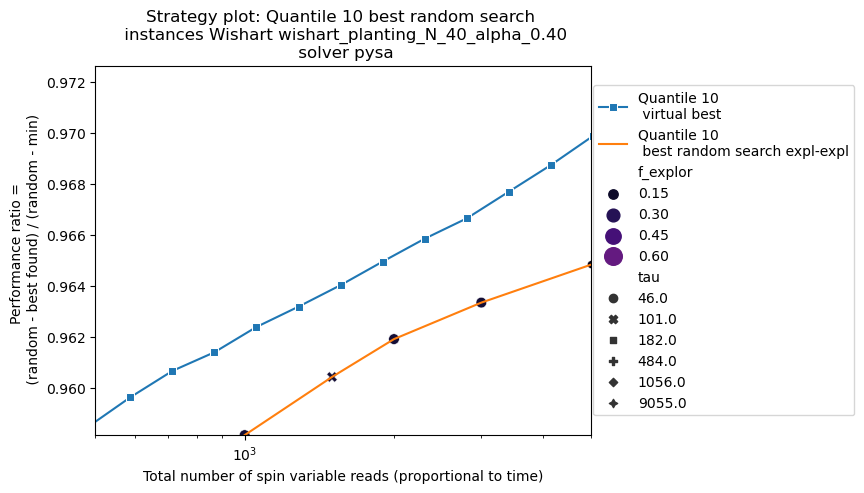 Strategy plot: Quantile 10 best random search
instances Wishart wishart_planting_N_40_alpha_0.40
solver pysa
Performance ratio =
(random - best found) / (random - min)
0.972
0.970
0.968
0.966
0.964
0.962
0.960
10³
Total number of spin variable reads (proportional to time)
Quantile 10
virtual best
Quantile 10
best random search expl-expl
f_explor
0.15
0.30
0.45
0.60
tau
46.0
101.0
182.0
484.0
1056.0
9055.0